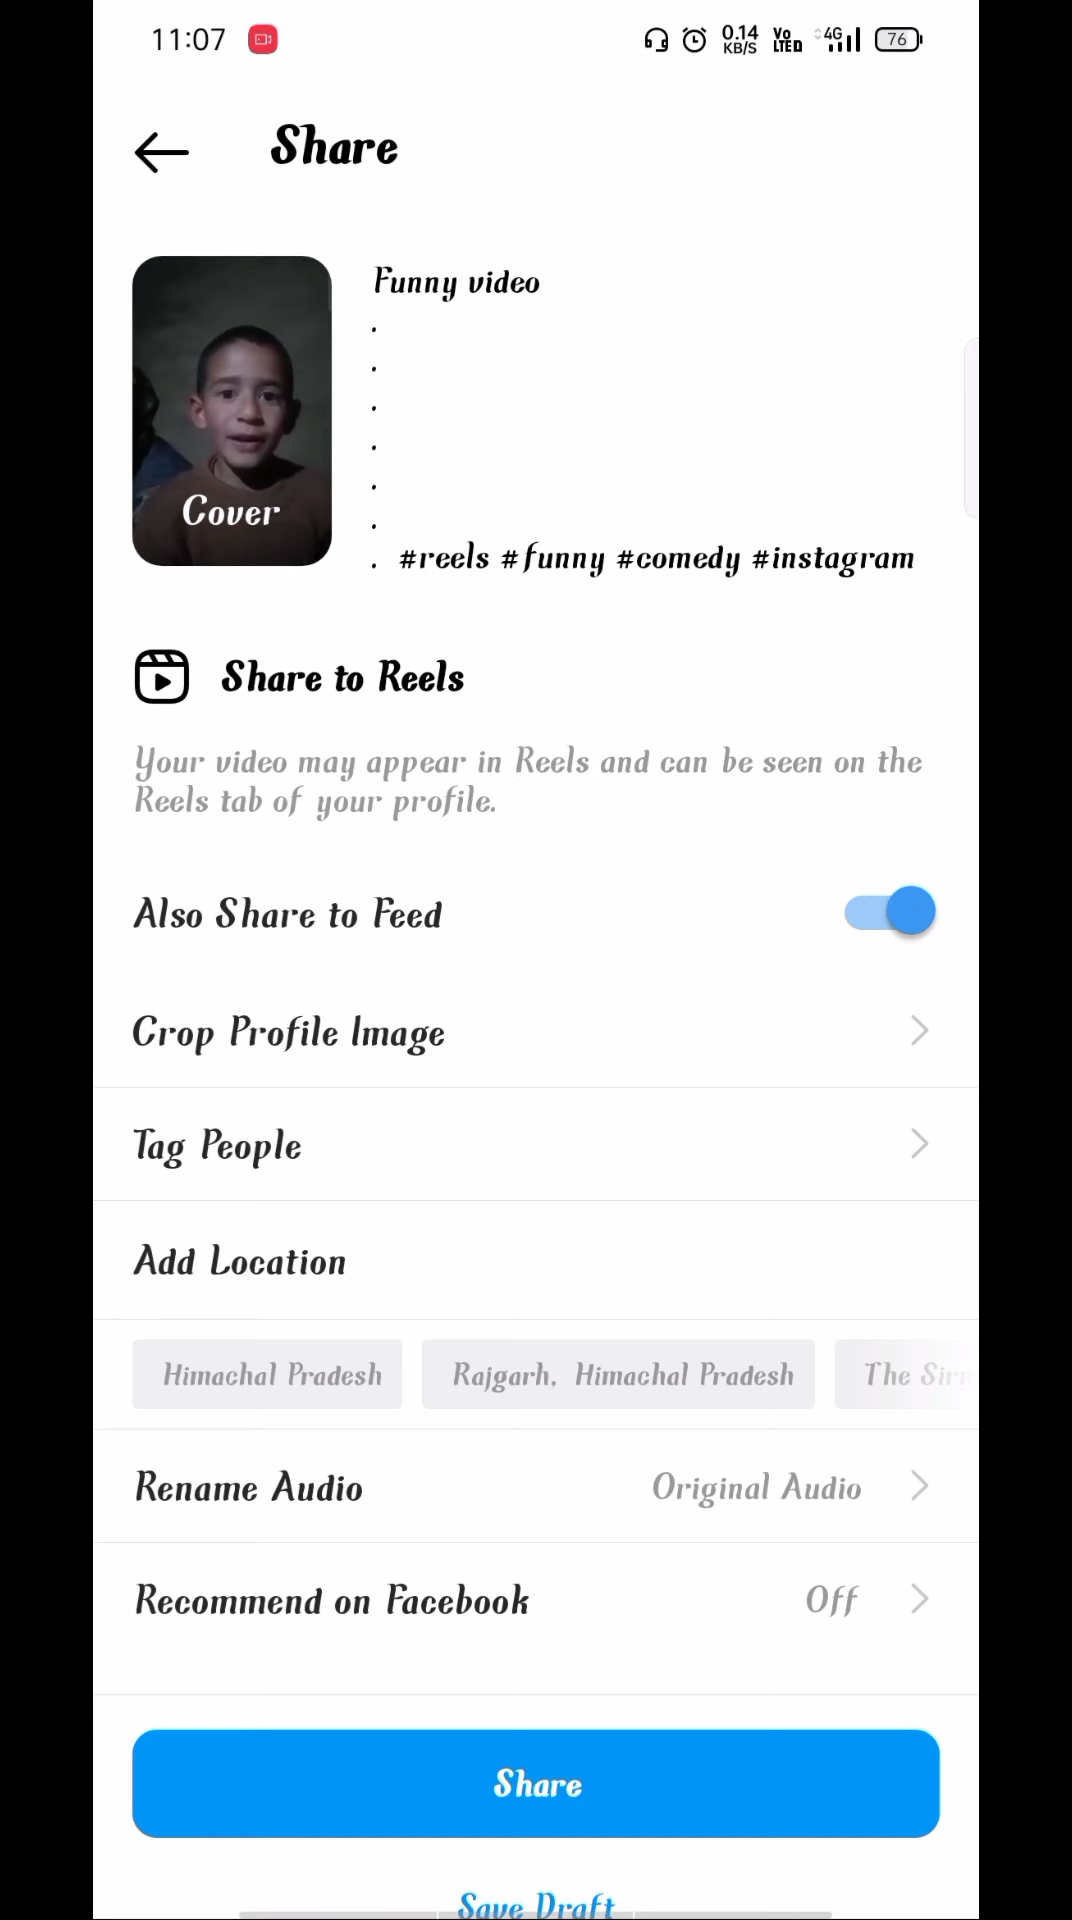 11:07
0.14
KB/S
Vo
LTE
4G
76
Share
Funny video
.
.
.
.
.
.
. #reels #funny #comedy #instagram
Cover
Share to Reels
Your video may appear in Reels and can be seen on the
Reels tab of your profile.
Also Share to Feed
Crop Profile Image
Tag People
Add Location
Himachal Pradesh
Rajgarh, Himachal Pradesh
The Sirm
Rename Audio
Original Audio
Recommend on Facebook
Off
Share
Save Draft